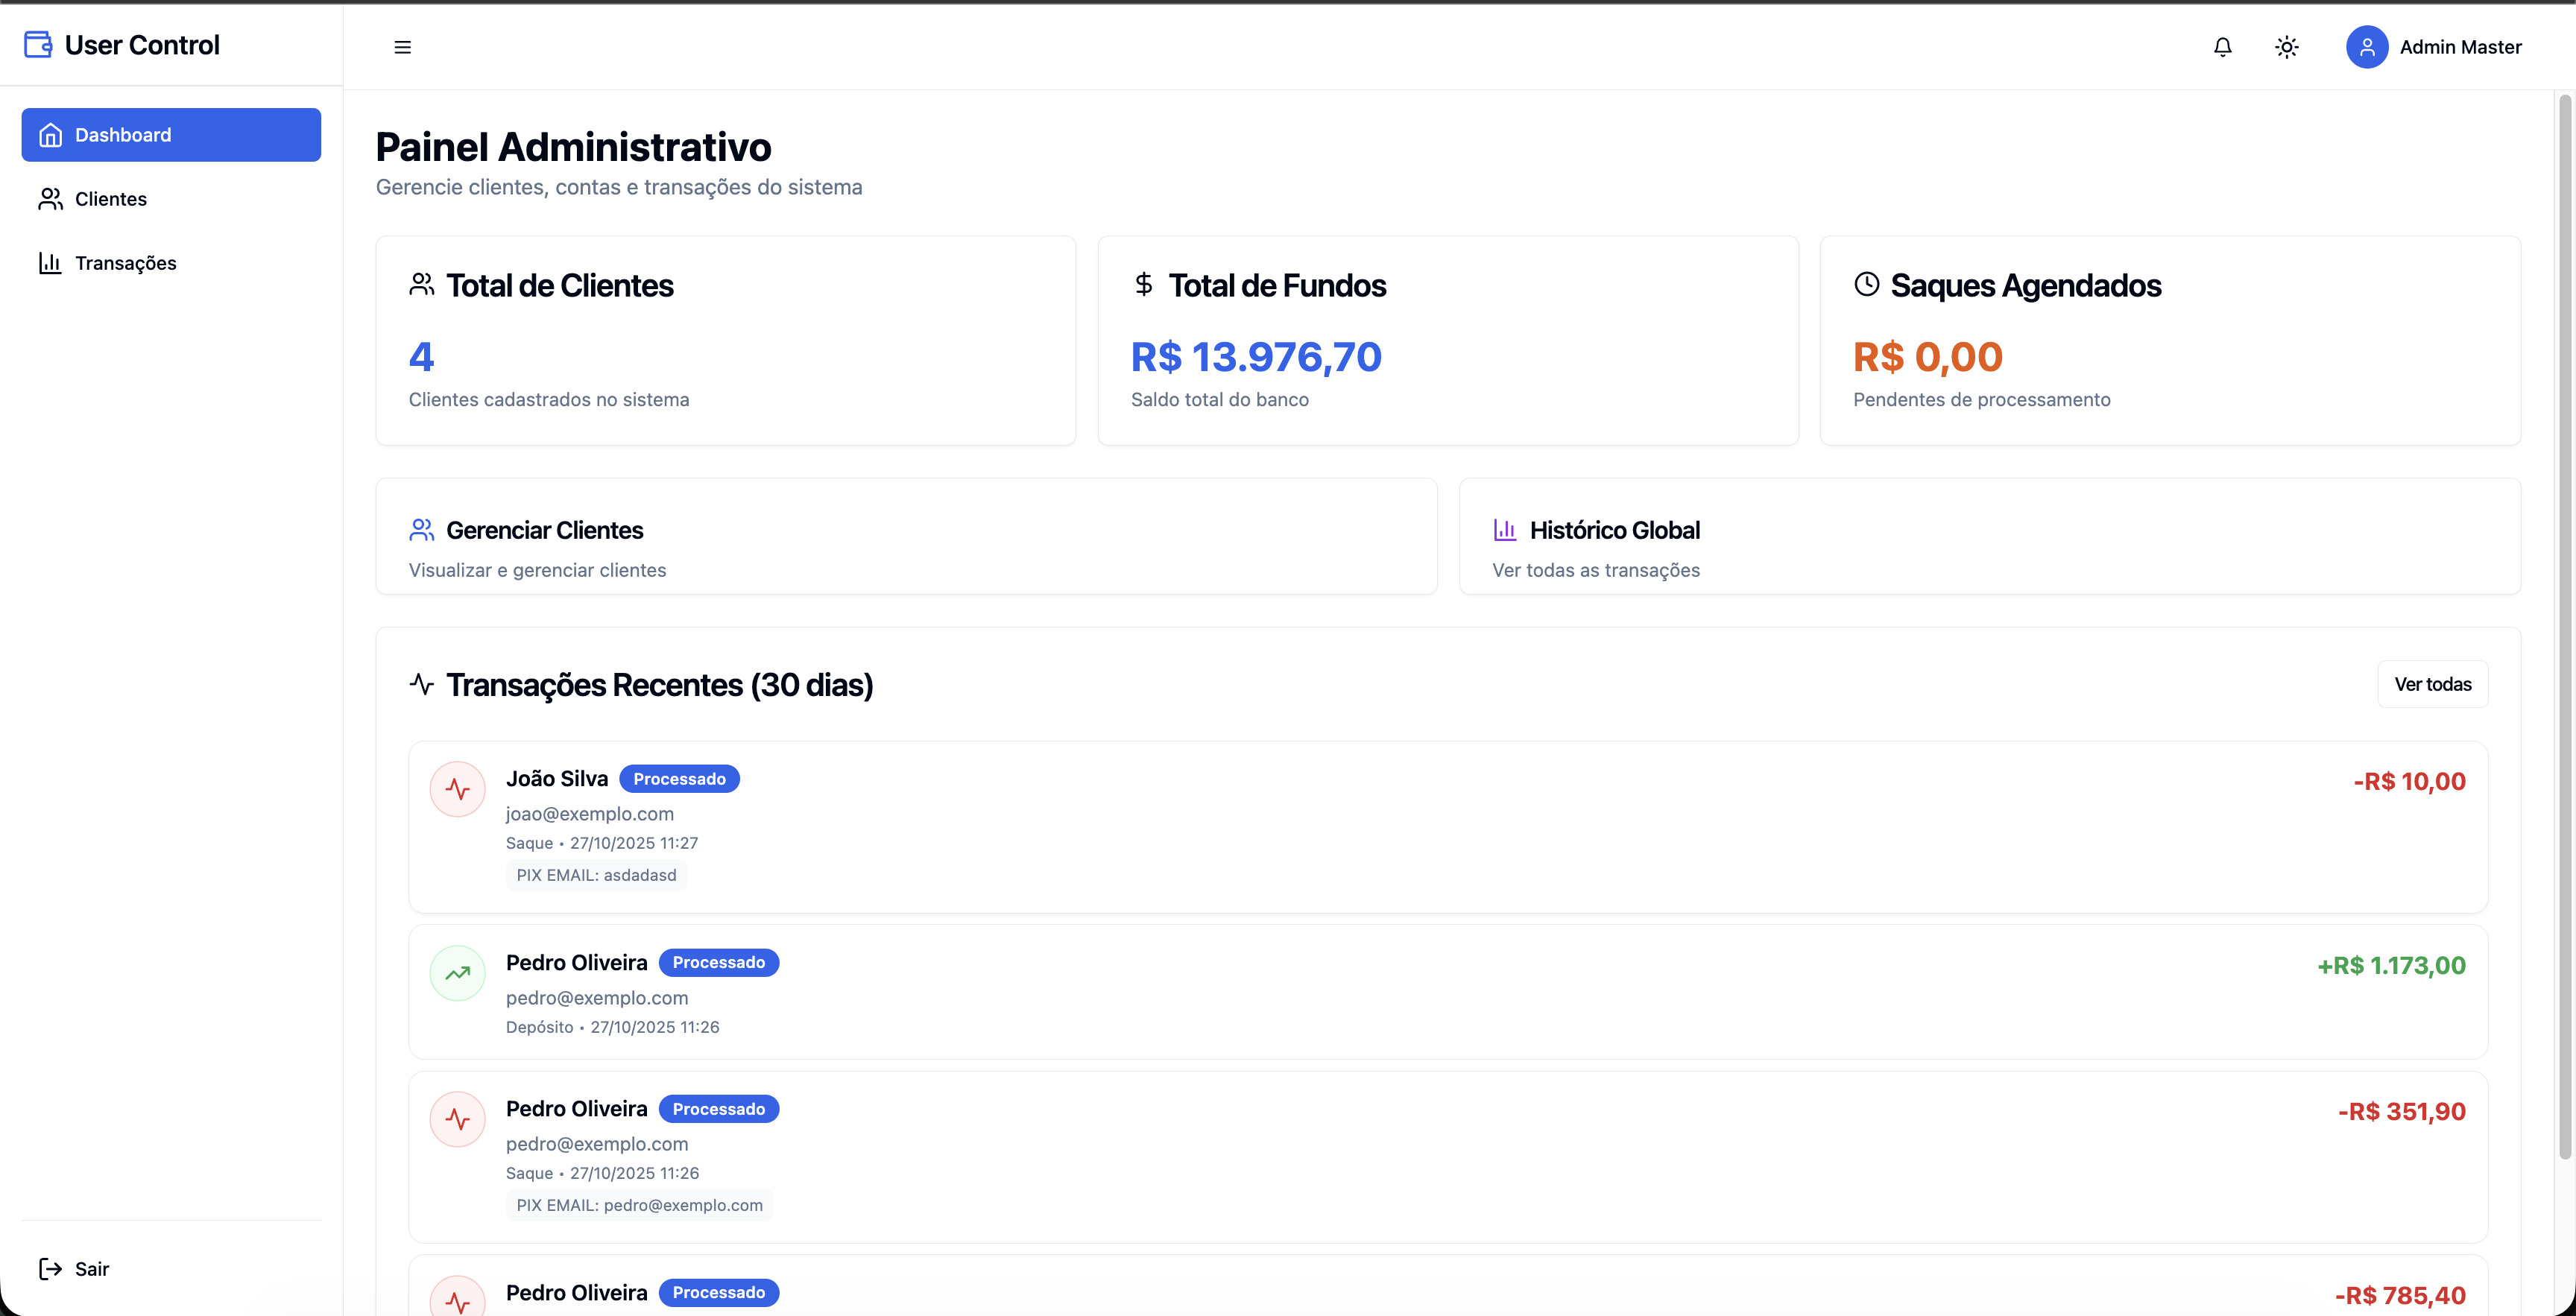 User Control
Admin Master
Dashboard
Clientes
Transações
Sair
Painel Administrativo
Gerencie clientes, contas e transações do sistema
Total de Clientes
4
Clientes cadastrados no sistema
Total de Fundos
R$ 13.976,70
Saldo total do banco
Saques Agendados
R$ 0,00
Pendentes de processamento
Gerenciar Clientes
Visualizar e gerenciar clientes
Histórico Global
Ver todas as transações
Transações Recentes (30 dias)
Ver todas
João Silva Processado
-R$ 10,00
joao@exemplo.com
Saque • 27/10/2025 11:27
PIX EMAIL: asdadasd
Pedro Oliveira Processado
+R$ 1.173,00
pedro@exemplo.com
Depósito • 27/10/2025 11:26
Pedro Oliveira Processado
-R$ 351,90
pedro@exemplo.com
Saque • 27/10/2025 11:26
PIX EMAIL: pedro@exemplo.com
Pedro Oliveira Processado
-R$ 785,40